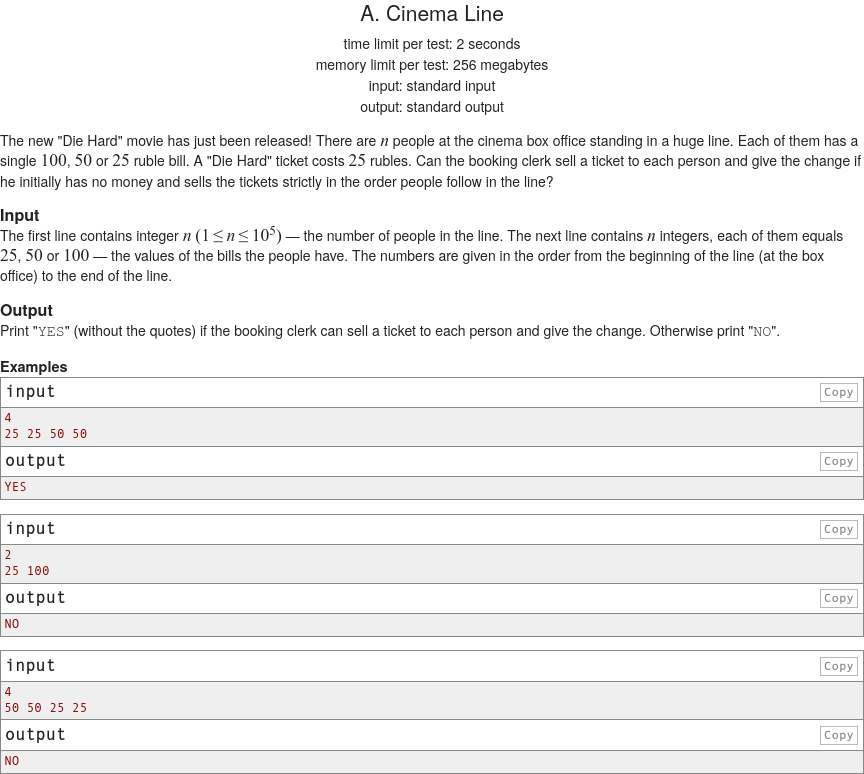 A. Cinema Line
time limit per test: 2 seconds
memory limit per test: 256 megabytes
input: standard input
output: standard output
The new "Die Hard" movie has just been released! There are n people at the cinema box office standing in a huge line. Each of them has a
single 100, 50 or 25 ruble bill. A "Die Hard" ticket costs 25 rubles. Can the booking clerk sell a ticket to each person and give the change if
he initially has no money and sells the tickets strictly in the order people follow in the line?
Input
The first line contains integer n (1 ≤ n ≤ 10⁵) — the number of people in the line. The next line contains n integers, each of them equals
25, 50 or 100 — the values of the bills the people have. The numbers are given in the order from the beginning of the line (at the box
office) to the end of the line.
Output
Print "YES" (without the quotes) if the booking clerk can sell a ticket to each person and give the change. Otherwise print "NO".
Examples
input Copy
4
25 25 50 50
output Copy
YES
input Copy
2
25 100
output Copy
NO
input Copy
4
50 50 25 25
output Copy
NO